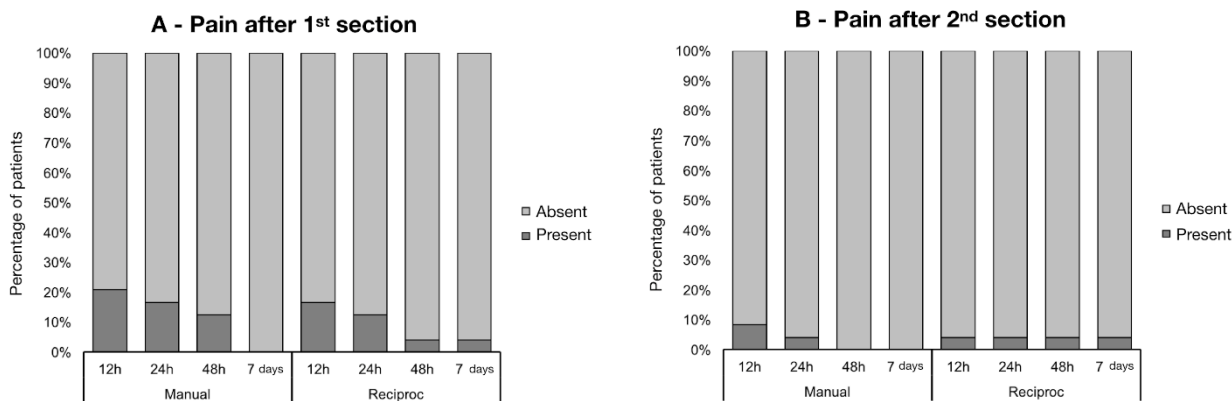 A - Pain after 1st section
100%
90%
80%
70%
60%
50%
40%
30%
20%
10%
0%
Percentage of patients
12h 24h 48h 7 days 12h 24h 48h 7 days
Manual Reciproc
Absent
Present
B - Pain after 2nd section
100%
90%
80%
70%
60%
50%
40%
30%
20%
10%
0%
Percentage of patients
12h 24h 48h 7 days 12h 24h 48h 7 days
Manual Reciproc
Absent
Present